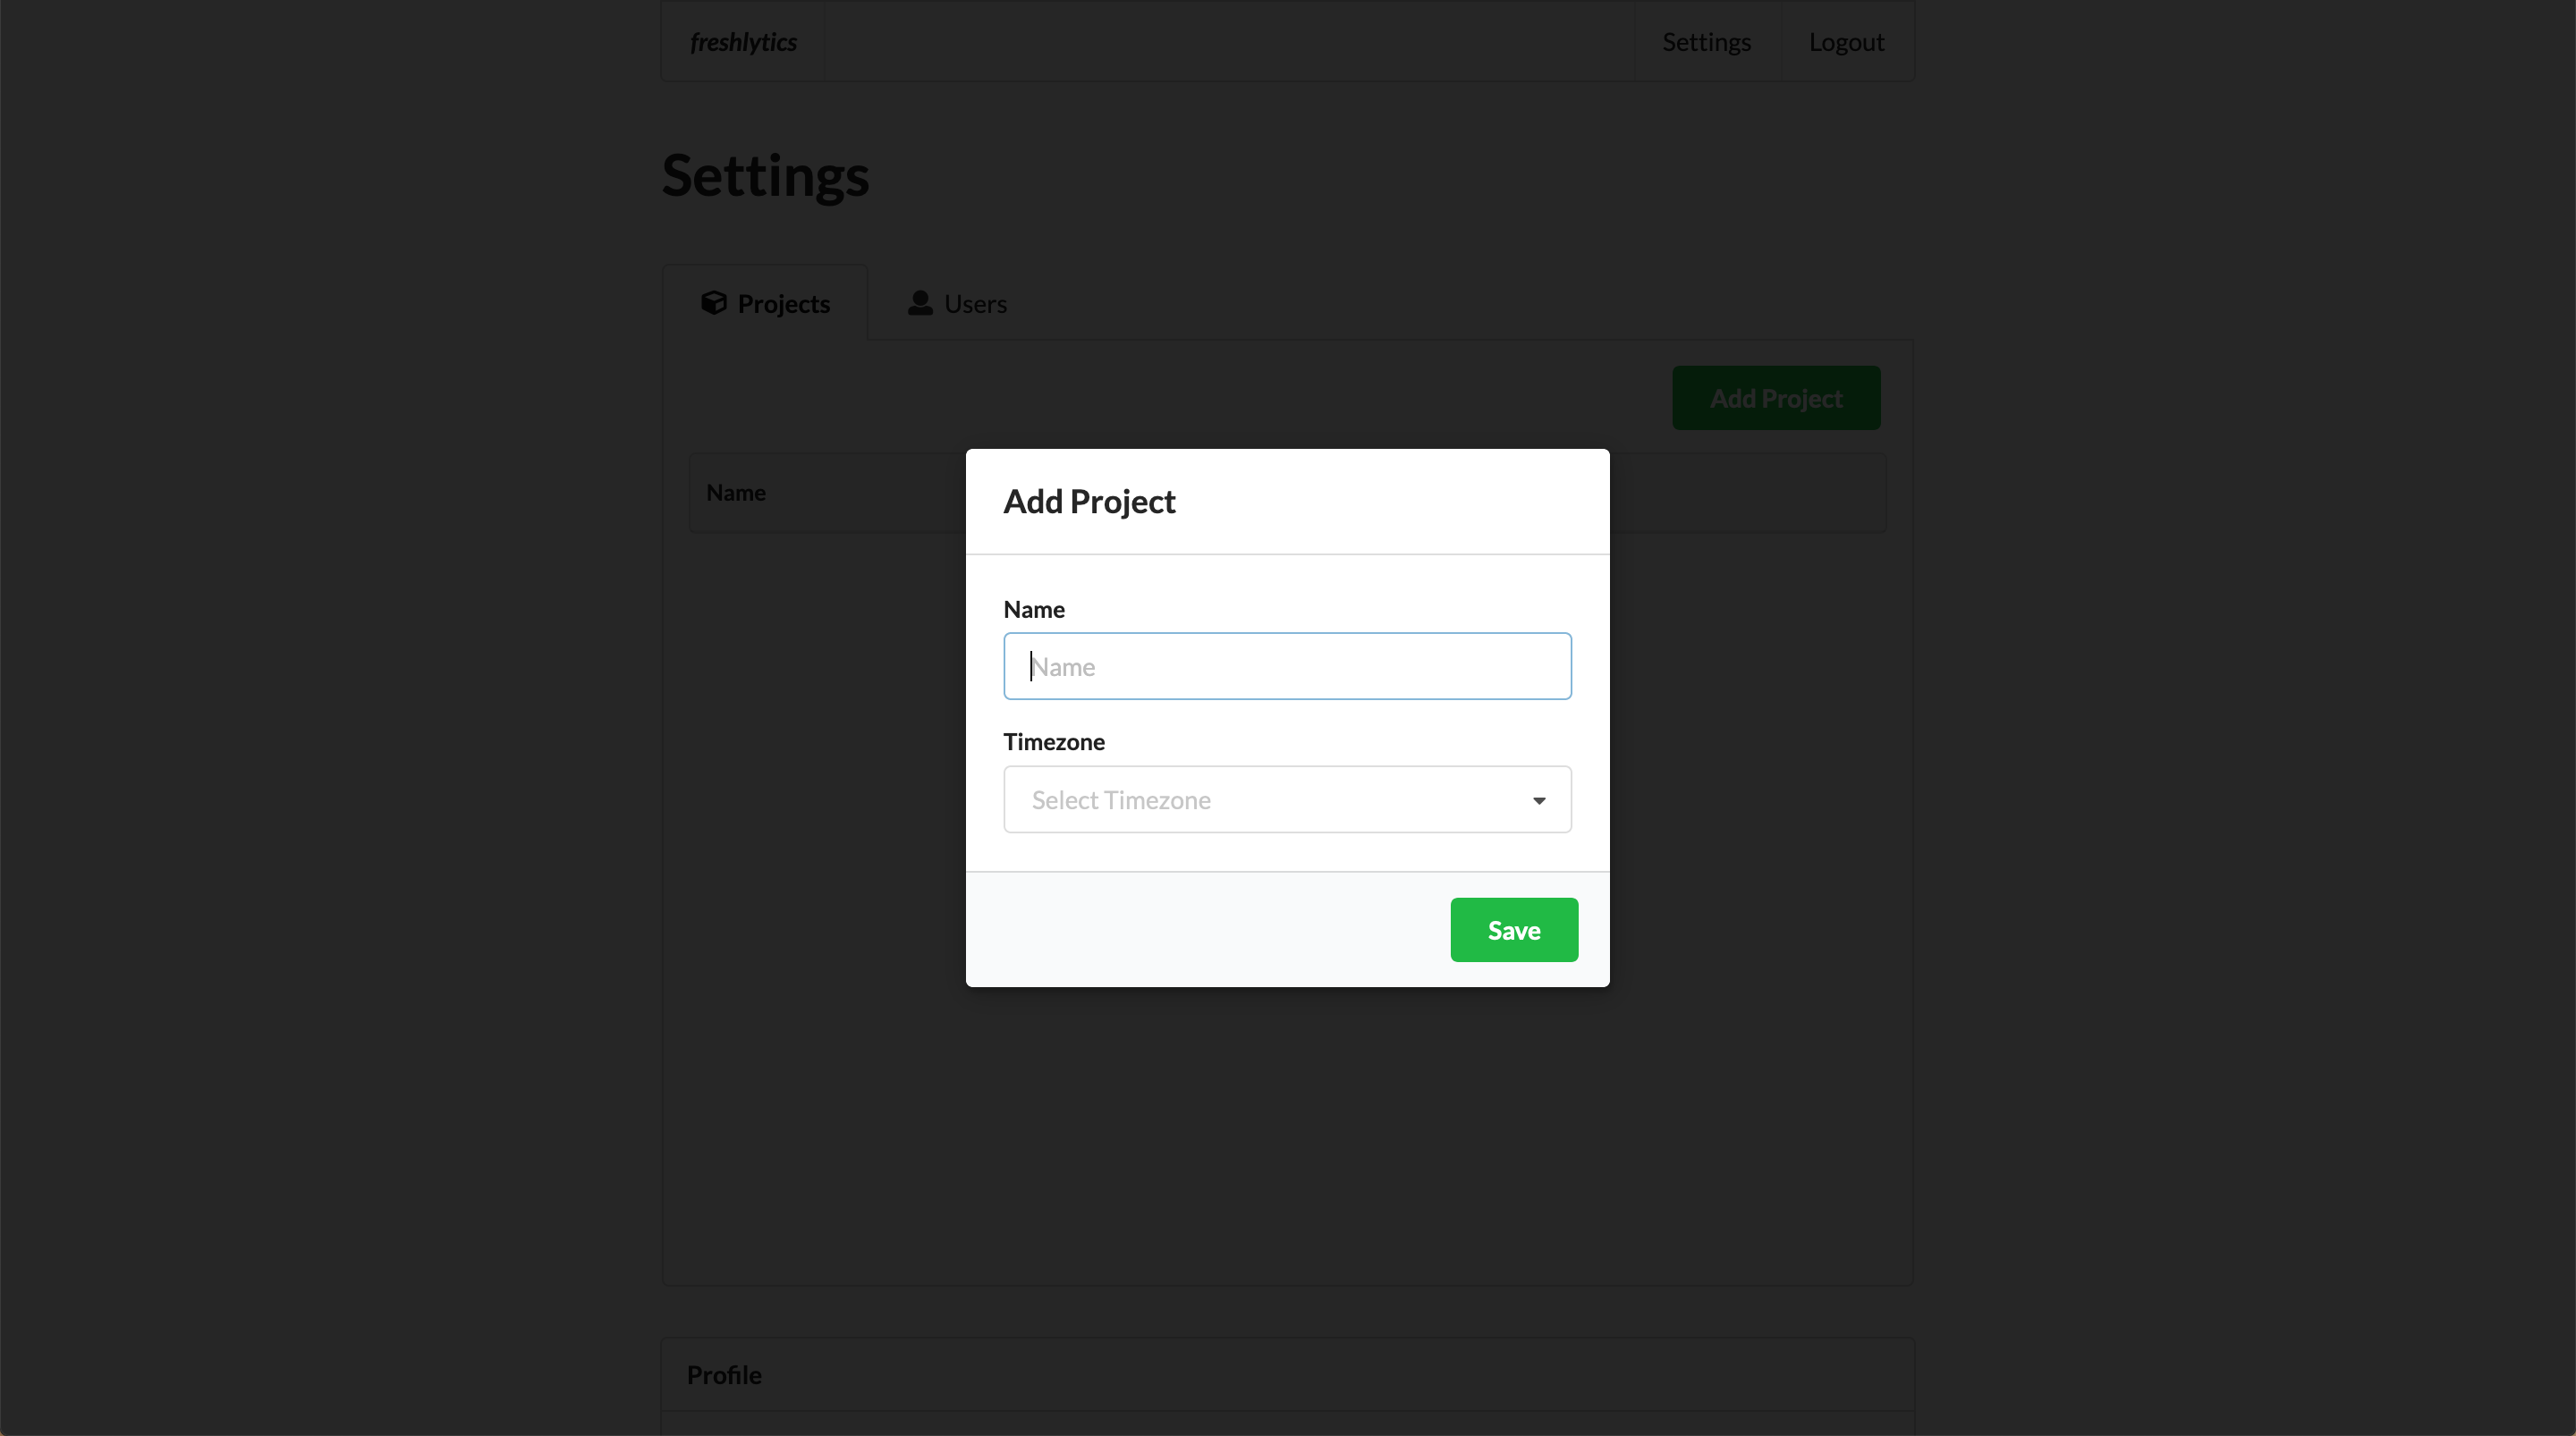 freshlytics
Settings
Logout
Settings
Projects
Users
Add Project
Name
Add Project
Name
Name
Timezone
Select Timezone
Save
Profile